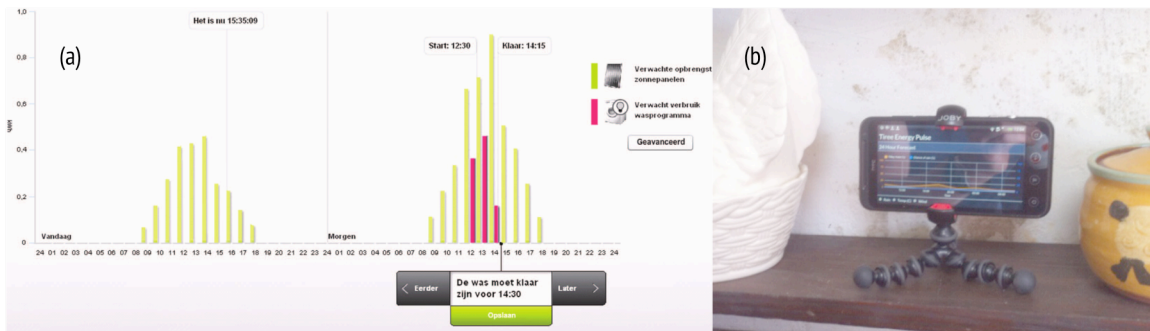 (a)
1,0
Het is nu 15:35:09
Start: 12:30
Klaar: 14:15
0,8
Verwachte opbrengst
zonnepanelen
0,6
Verwacht verbruik
wasprogramma
kWh
Geavanceerd
0,4
0,2
Vandaag
Morgen
0
24 01 02 03 04 05 06 07 08 09 10 11 12 13 14 15 16 17 18 19 20 21 22 23 24 01 02 03 04 05 06 07 08 09 10 11 12 13 14 15 16 17 18 19 20 21 22 23
Eerder
De was moet klaar
zijn voor 14:30
Later
Opslaan
(b)
JOBY
Time Energy Pulse
24 Hour Forecast